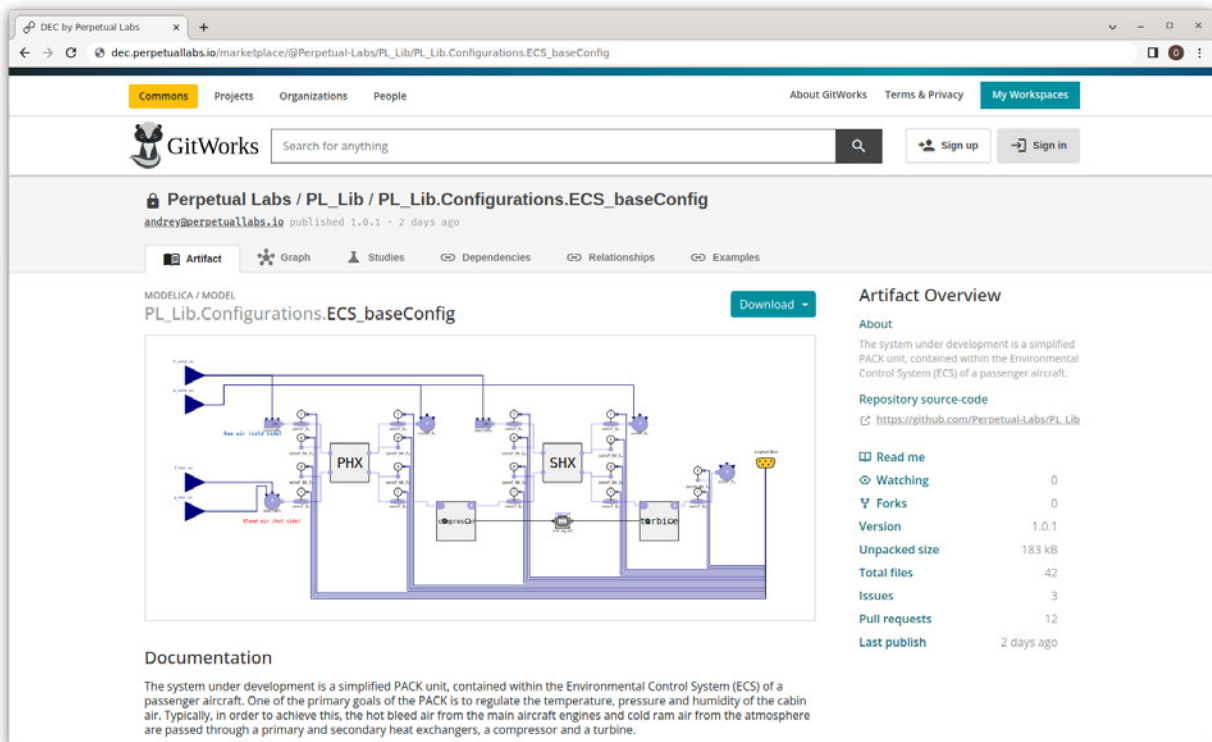 DEC by Perpetual Labs
dec.perpetuallabs.io/marketplace/@Perpetual-Labs/PL_Lib/PL_Lib.Configurations.ECS_baseConfig
Commons Projects Organizations People About GitWorks Terms & Privacy My Workspaces
GitWorks Search for anything Sign up Sign in
Perpetual Labs / PL_Lib / PL_Lib.Configurations.ECS_baseConfig
andrey@perpetuallabs.io published 1.0.1 · 2 days ago
Artifact Graph Studies Dependencies Relationships Examples
MODELICA / MODEL
PL_Lib.Configurations.ECS_baseConfig
Download
Ram air (cold side)
PHX
SHX
turbine
Artifact Overview
About
The system under development is a simplified
PACK unit, contained within the Environmental
Control System (ECS) of a passenger aircraft.
Repository source-code
https://github.com/Perpetual-Labs/PL_Lib
Read me
Watching 0
Forks 0
Version 1.0.1
Unpacked size 183 kB
Total files 42
Issues 3
Pull requests 12
Last publish 2 days ago
Documentation
The system under development is a simplified PACK unit, contained within the Environmental Control System (ECS) of a
passenger aircraft. One of the primary goals of the PACK is to regulate the temperature, pressure and humidity of the cabin
air. Typically, in order to achieve this, the hot bleed air from the main aircraft engines and cold ram air from the atmosphere
are passed through a primary and secondary heat exchangers, a compressor and a turbine.